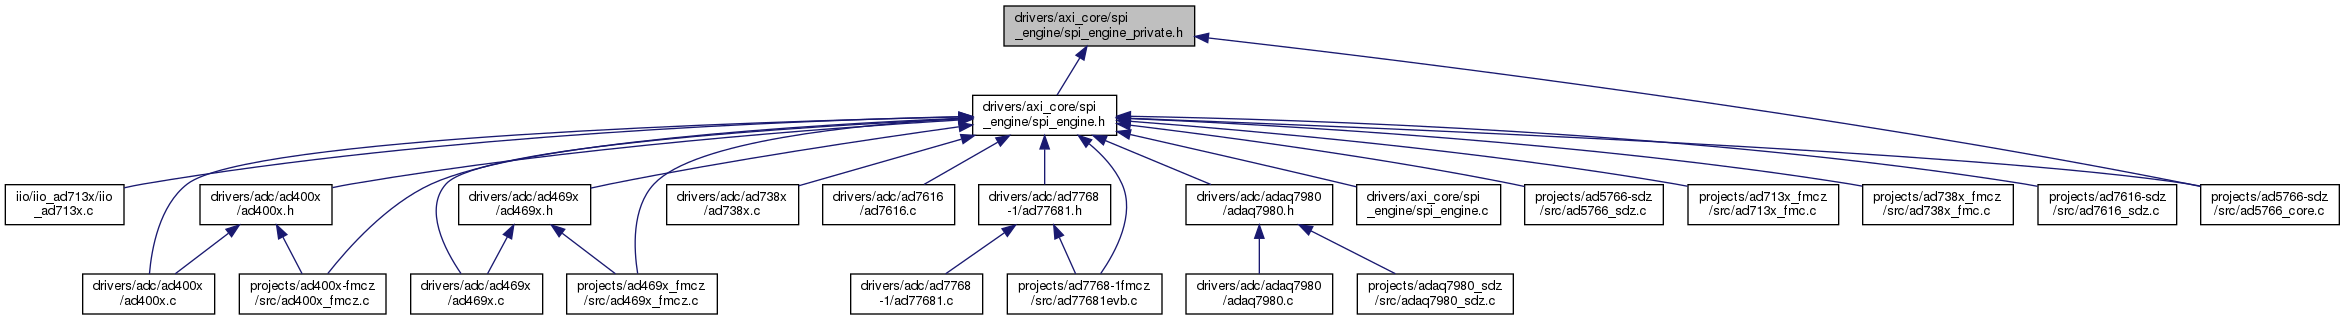 drivers/axi_core/spi
_engine/spi_engine_private.h
drivers/axi_core/spi
_engine/spi_engine.h
iio/iio_ad713x/iio
_ad713x.c
drivers/adc/ad400x
/ad400x.h
drivers/adc/ad469x
/ad469x.h
drivers/adc/ad738x
/ad738x.c
drivers/adc/ad7616
/ad7616.c
drivers/adc/ad7768
-1/ad77681.h
drivers/adc/adaq7980
/adaq7980.h
drivers/axi_core/spi
_engine/spi_engine.c
projects/ad5766-sdz
/src/ad5766_sdz.c
projects/ad713x_fmcz
/src/ad713x_fmc.c
projects/ad738x_fmcz
/src/ad738x_fmc.c
projects/ad7616-sdz
/src/ad7616_sdz.c
projects/ad5766-sdz
/src/ad5766_core.c
drivers/adc/ad400x
/ad400x.c
projects/ad400x-fmcz
/src/ad400x_fmcz.c
drivers/adc/ad469x
/ad469x.c
projects/ad469x_fmcz
/src/ad469x_fmcz.c
drivers/adc/ad7768
-1/ad77681.c
projects/ad7768-1fmcz
/src/ad77681evb.c
drivers/adc/adaq7980
/adaq7980.c
projects/adaq7980_sdz
/src/adaq7980_sdz.c